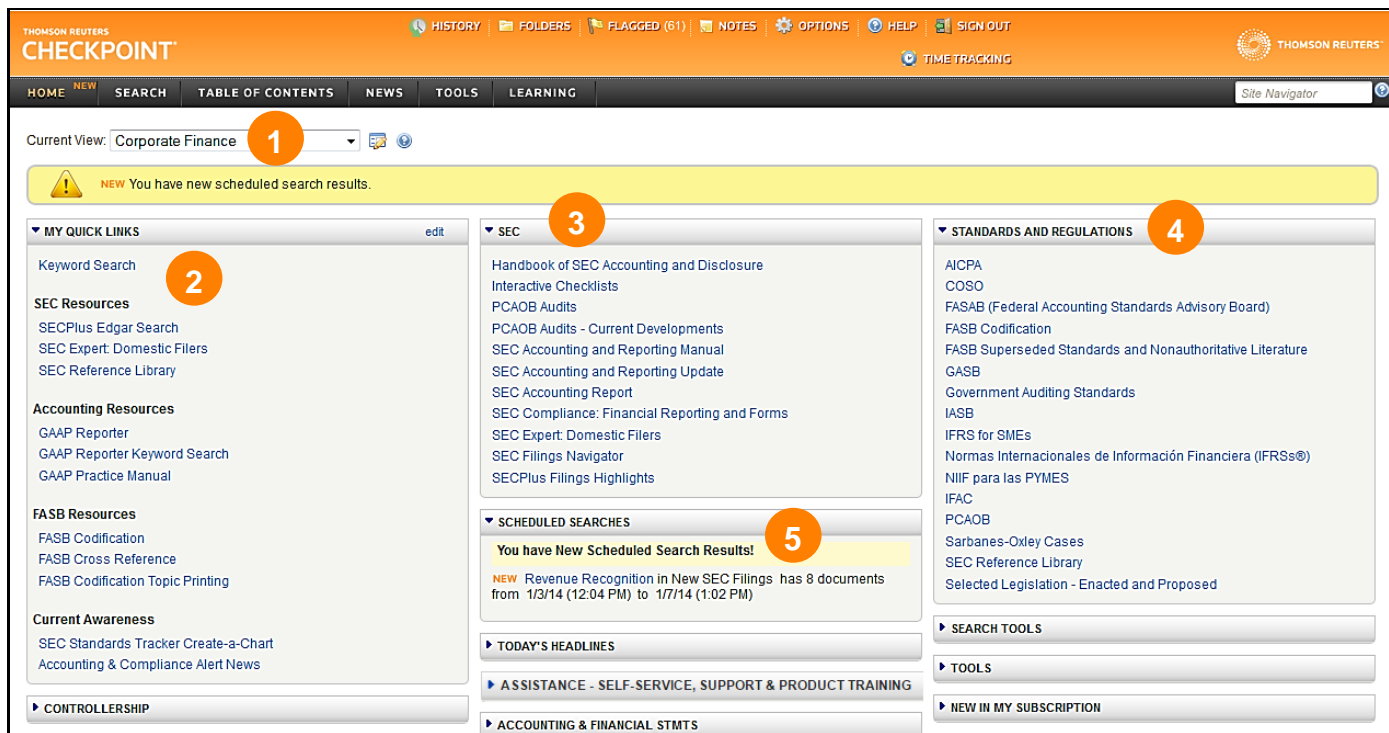 THOMSON REUTERS
CHECKPOINT™
HISTORY FOLDERS FLAGGED (61) NOTES OPTIONS HELP SIGN OUT
TIME TRACKING
THOMSON REUTERS™
HOME NEW SEARCH TABLE OF CONTENTS NEWS TOOLS LEARNING
Site Navigator
Current View: Corporate Finance
1
NEW You have new scheduled search results.
MY QUICK LINKS edit
2
Keyword Search
SEC Resources
SECPlus Edgar Search
SEC Expert: Domestic Filers
SEC Reference Library
Accounting Resources
GAAP Reporter
GAAP Reporter Keyword Search
GAAP Practice Manual
FASB Resources
FASB Codification
FASB Cross Reference
FASB Codification Topic Printing
Current Awareness
SEC Standards Tracker Create-a-Chart
Accounting & Compliance Alert News
CONTROLLERSHIP
SEC
3
Handbook of SEC Accounting and Disclosure
Interactive Checklists
PCAOB Audits
PCAOB Audits - Current Developments
SEC Accounting and Reporting Manual
SEC Accounting and Reporting Update
SEC Accounting Report
SEC Compliance: Financial Reporting and Forms
SEC Expert: Domestic Filers
SEC Filings Navigator
SECPlus Filings Highlights
SCHEDULED SEARCHES
5
You have New Scheduled Search Results!
NEW Revenue Recognition in New SEC Filings has 8 documents
from 1/3/14 (12:04 PM) to 1/7/14 (1:02 PM)
TODAY'S HEADLINES
ASSISTANCE - SELF-SERVICE, SUPPORT & PRODUCT TRAINING
ACCOUNTING & FINANCIAL STMTS
STANDARDS AND REGULATIONS
4
AICPA
COSO
FASAB (Federal Accounting Standards Advisory Board)
FASB Codification
FASB Superseded Standards and Nonauthoritative Literature
GASB
Government Auditing Standards
IASB
IFRS for SMEs
Normas Internacionales de Información Financiera (IFRSs®)
NIIF para las PYMES
IFAC
PCAOB
Sarbanes-Oxley Cases
SEC Reference Library
Selected Legislation - Enacted and Proposed
SEARCH TOOLS
TOOLS
NEW IN MY SUBSCRIPTION